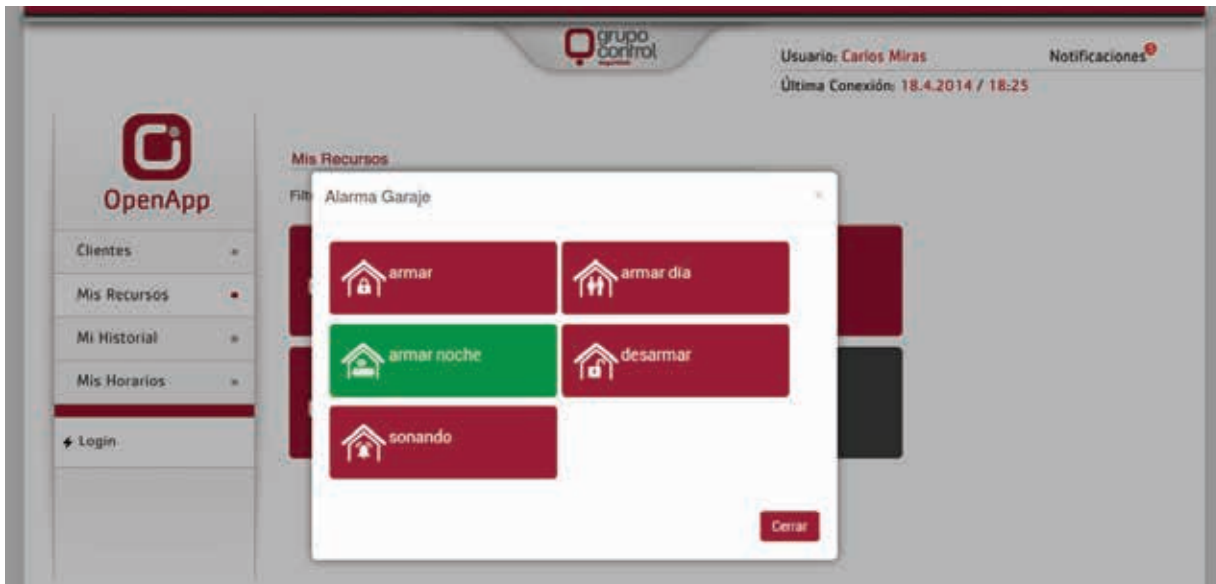 grupo
control
Usuario: Carlos Miras
Notificaciones
Última Conexión: 18.4.2014 / 18:25
OpenApp
Clientes
Mis Recursos
Mi Historial
Mis Horarios
Login
Mis Recursos
Alarma Garaje
armar
armar día
armar noche
desarmar
sonando
Cerrar